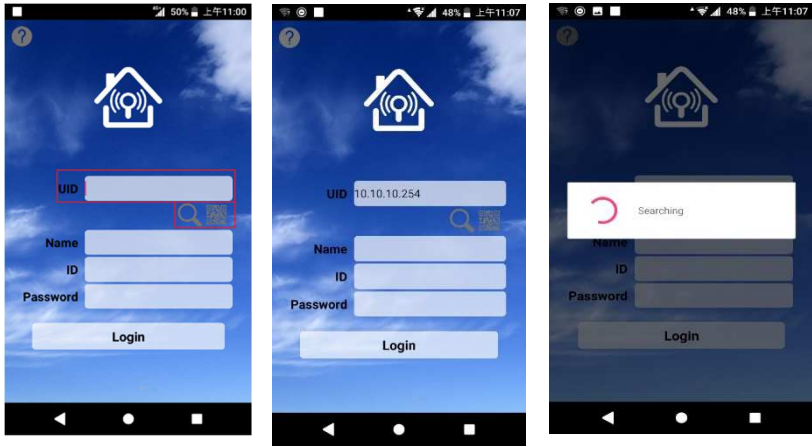 50% 上午11:00
?
UID
Name
ID
Password
Login
48% 上午11:07
?
UID 10.10.10.254
Name
ID
Password
Login
48% 上午11:07
?
Searching
Name
ID
Password
Login